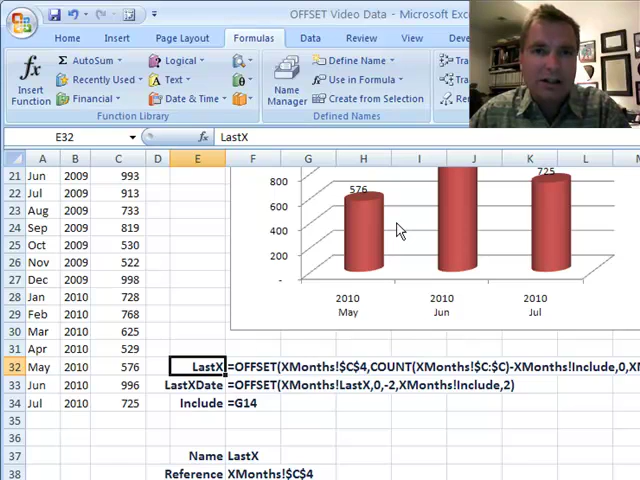 OFFSET Video Data - Microsoft Exce
Home Insert Page Layout Formulas Data Review View
fx Insert Function
AutoSum
Recently Used
Financial
Logical
Text
Date & Time
Function Library
Name Manager
Define Name
Use in Formula
Create from Selection
Defined Names
Tra
Tra
Re
E32 fx LastX
A B C D E F G H I J K L M
21 Jun 2009 993
22 Jul 2009 913
23 Aug 2009 733
24 Sep 2009 819
25 Oct 2009 530
26 Nov 2009 522
27 Dec 2009 998
28 Jan 2010 728
29 Feb 2010 768
30 Mar 2010 625
31 Apr 2010 529
32 May 2010 576 LastX =OFFSET(XMonths!$C$4,COUNT(XMonths!$C:$C)-XMonths!Include,0,XM
33 Jun 2010 996 LastXDate =OFFSET(XMonths!LastX,0,-2,XMonths!Include,2)
34 Jul 2010 725 Include =G14
35
36
37 Name LastX
38 Reference XMonths!$C$4
800
600
400
200
-
576
725
2010 2010 2010
May Jun Jul